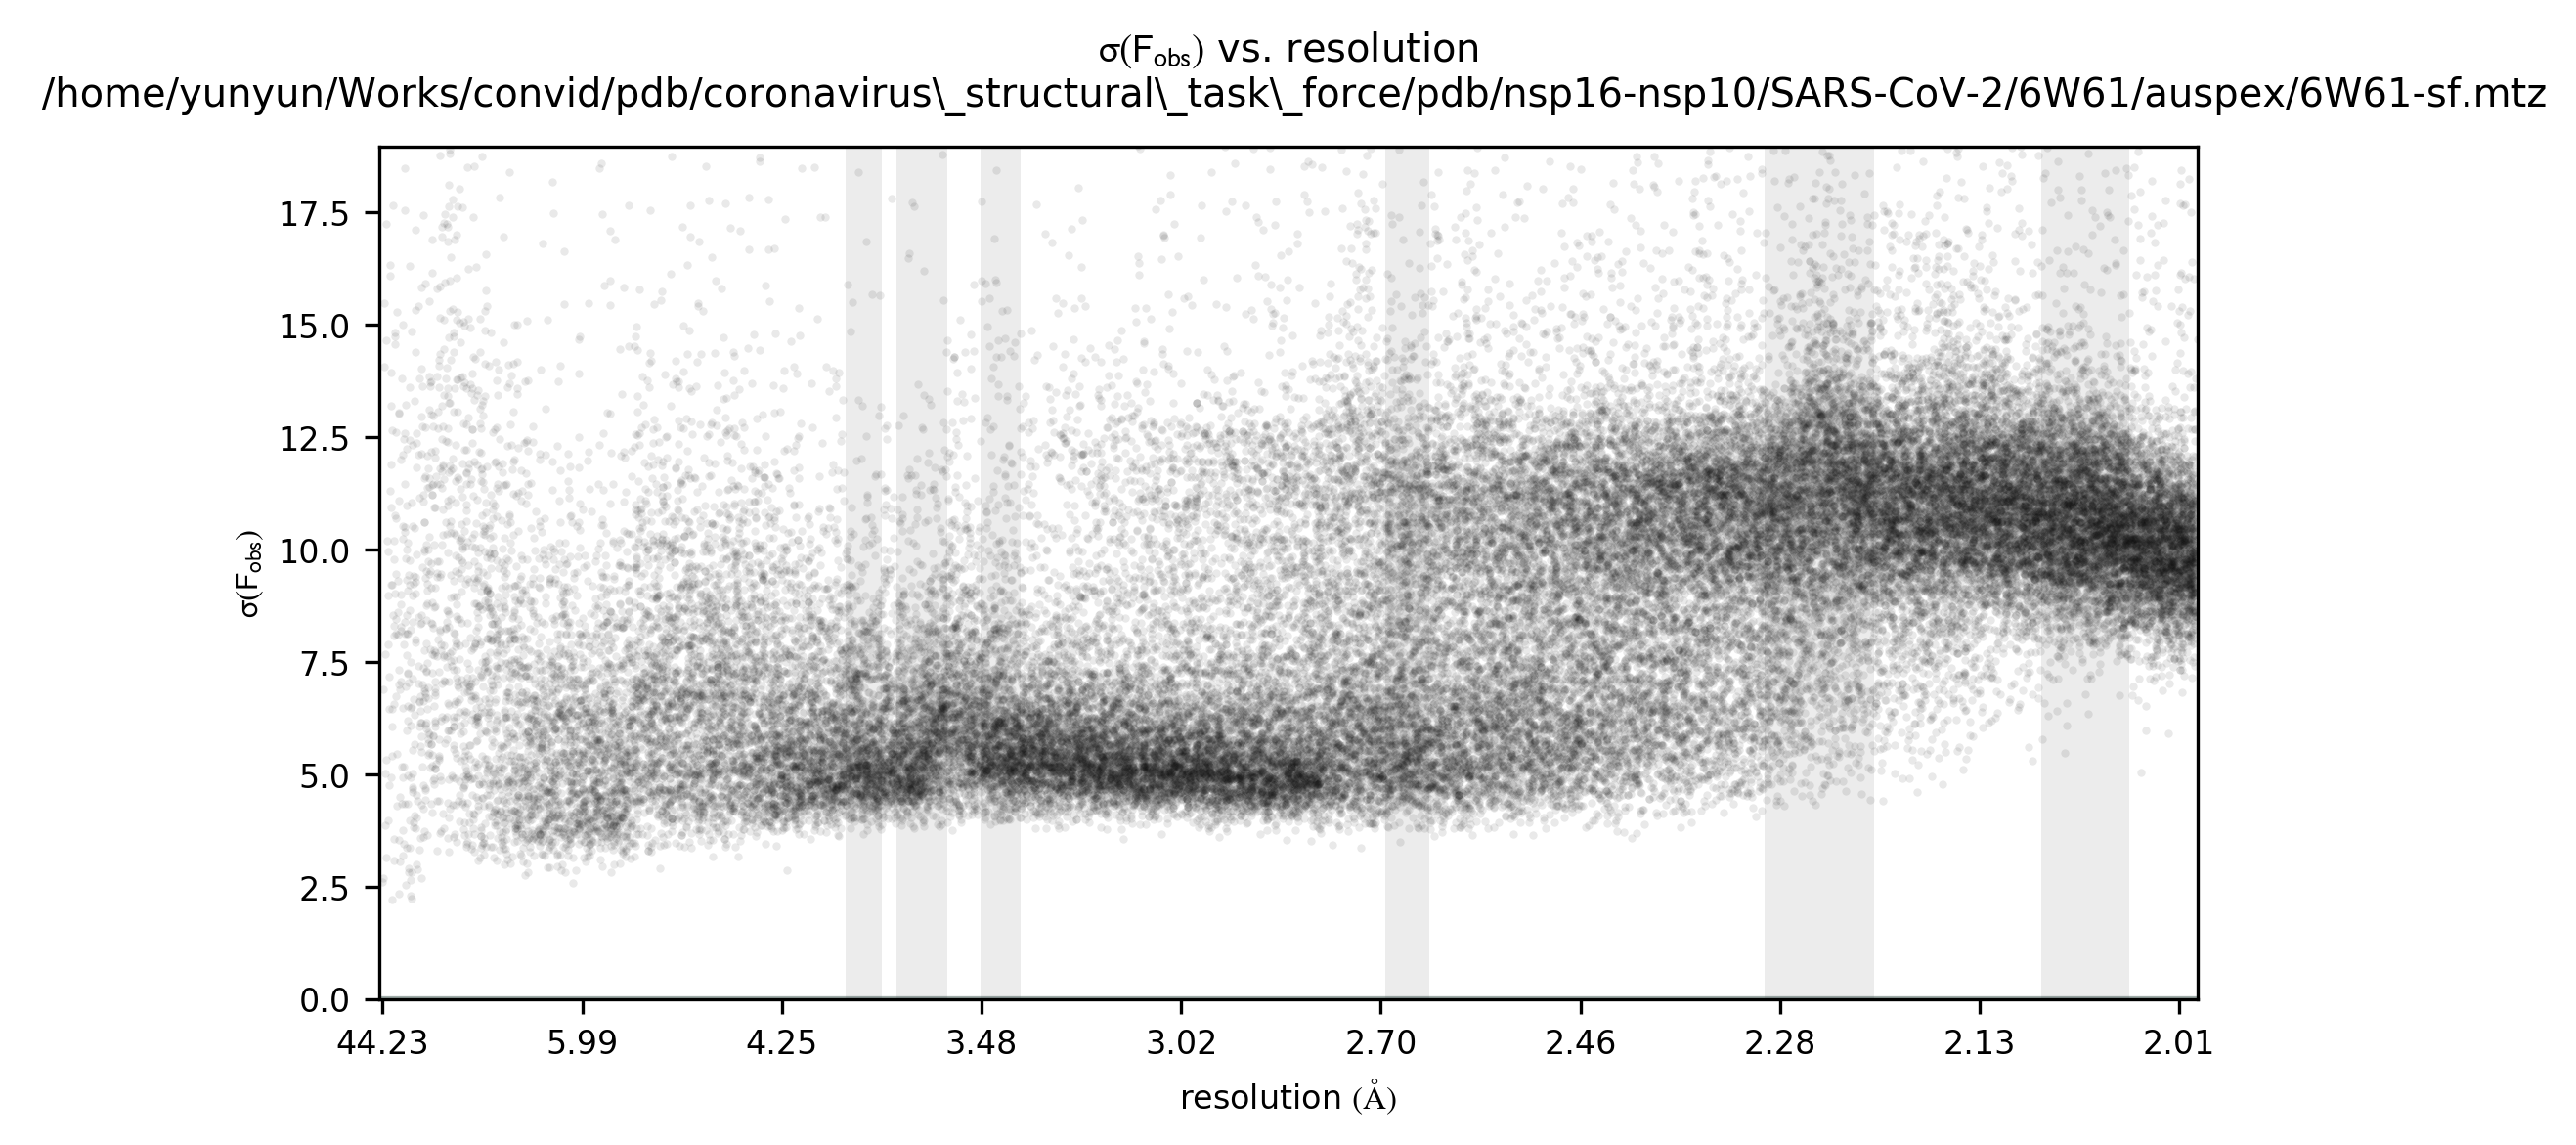 σ(Fobs) vs. resolution
/home/yunyun/Works/convid/pdb/coronavirus\_structural\_task\_force/pdb/nsp16-nsp10/SARS-CoV-2/6W61/auspex/6W61-sf.mtz
17.5
15.0
12.5
10.0
7.5
5.0
2.5
0.0
σ(Fobs)
44.23 5.99 4.25 3.48 3.02 2.70 2.46 2.28 2.13 2.01
resolution (Å)